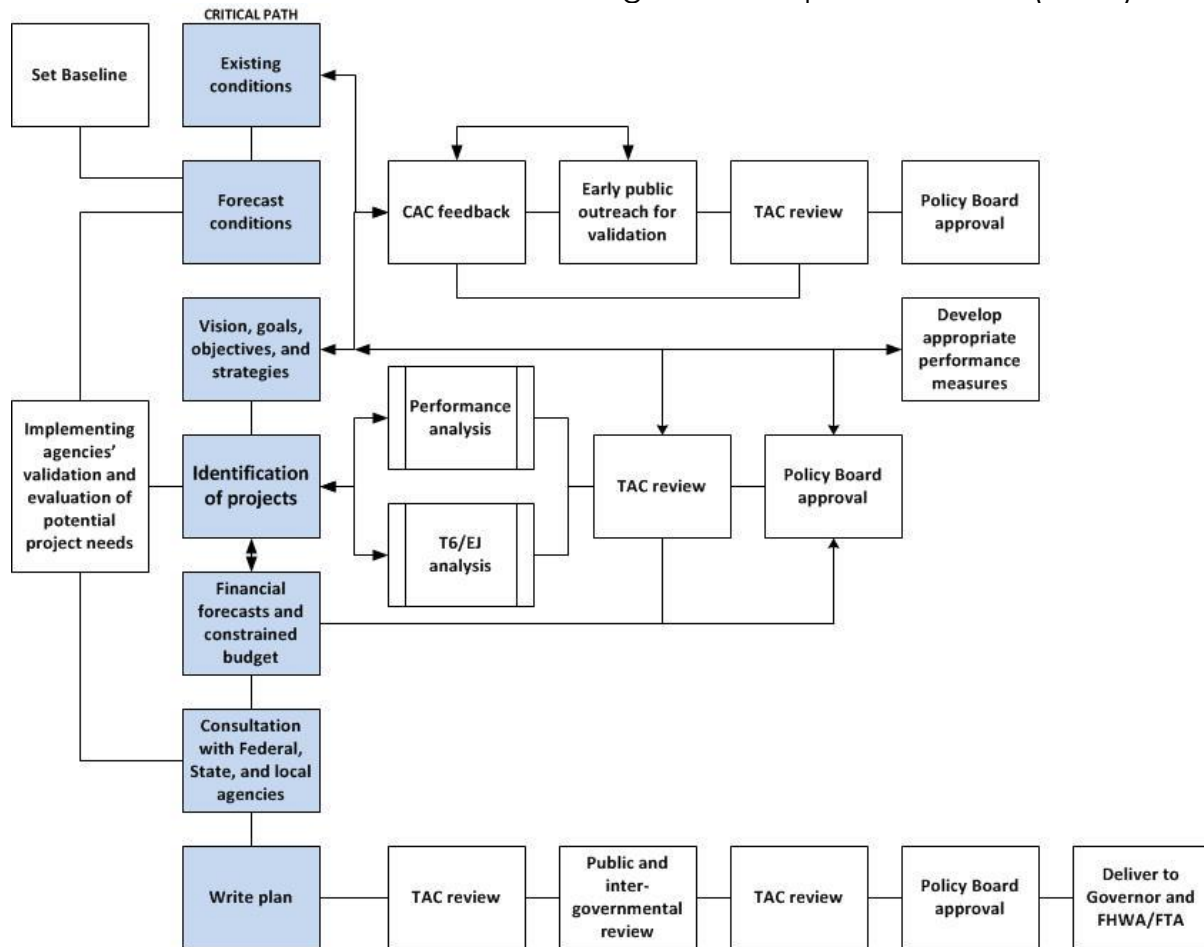 CRITICAL PATH
Set Baseline
Existing
conditions
Forecast
conditions
CAC feedback
Early public
outreach for
validation
TAC review
Policy Board
approval
Vision, goals,
objectives, and
strategies
Develop
appropriate
performance
measures
Implementing
agencies’
validation and
evaluation of
potential
project needs
Identification
of projects
Performance
analysis
T6/EJ
analysis
TAC review
Policy Board
approval
Financial
forecasts and
constrained
budget
Consultation
with Federal,
State, and local
agencies
Write plan
TAC review
Public and
inter-
governmental
review
TAC review
Policy Board
approval
Deliver to
Governor and
FHWA/FTA